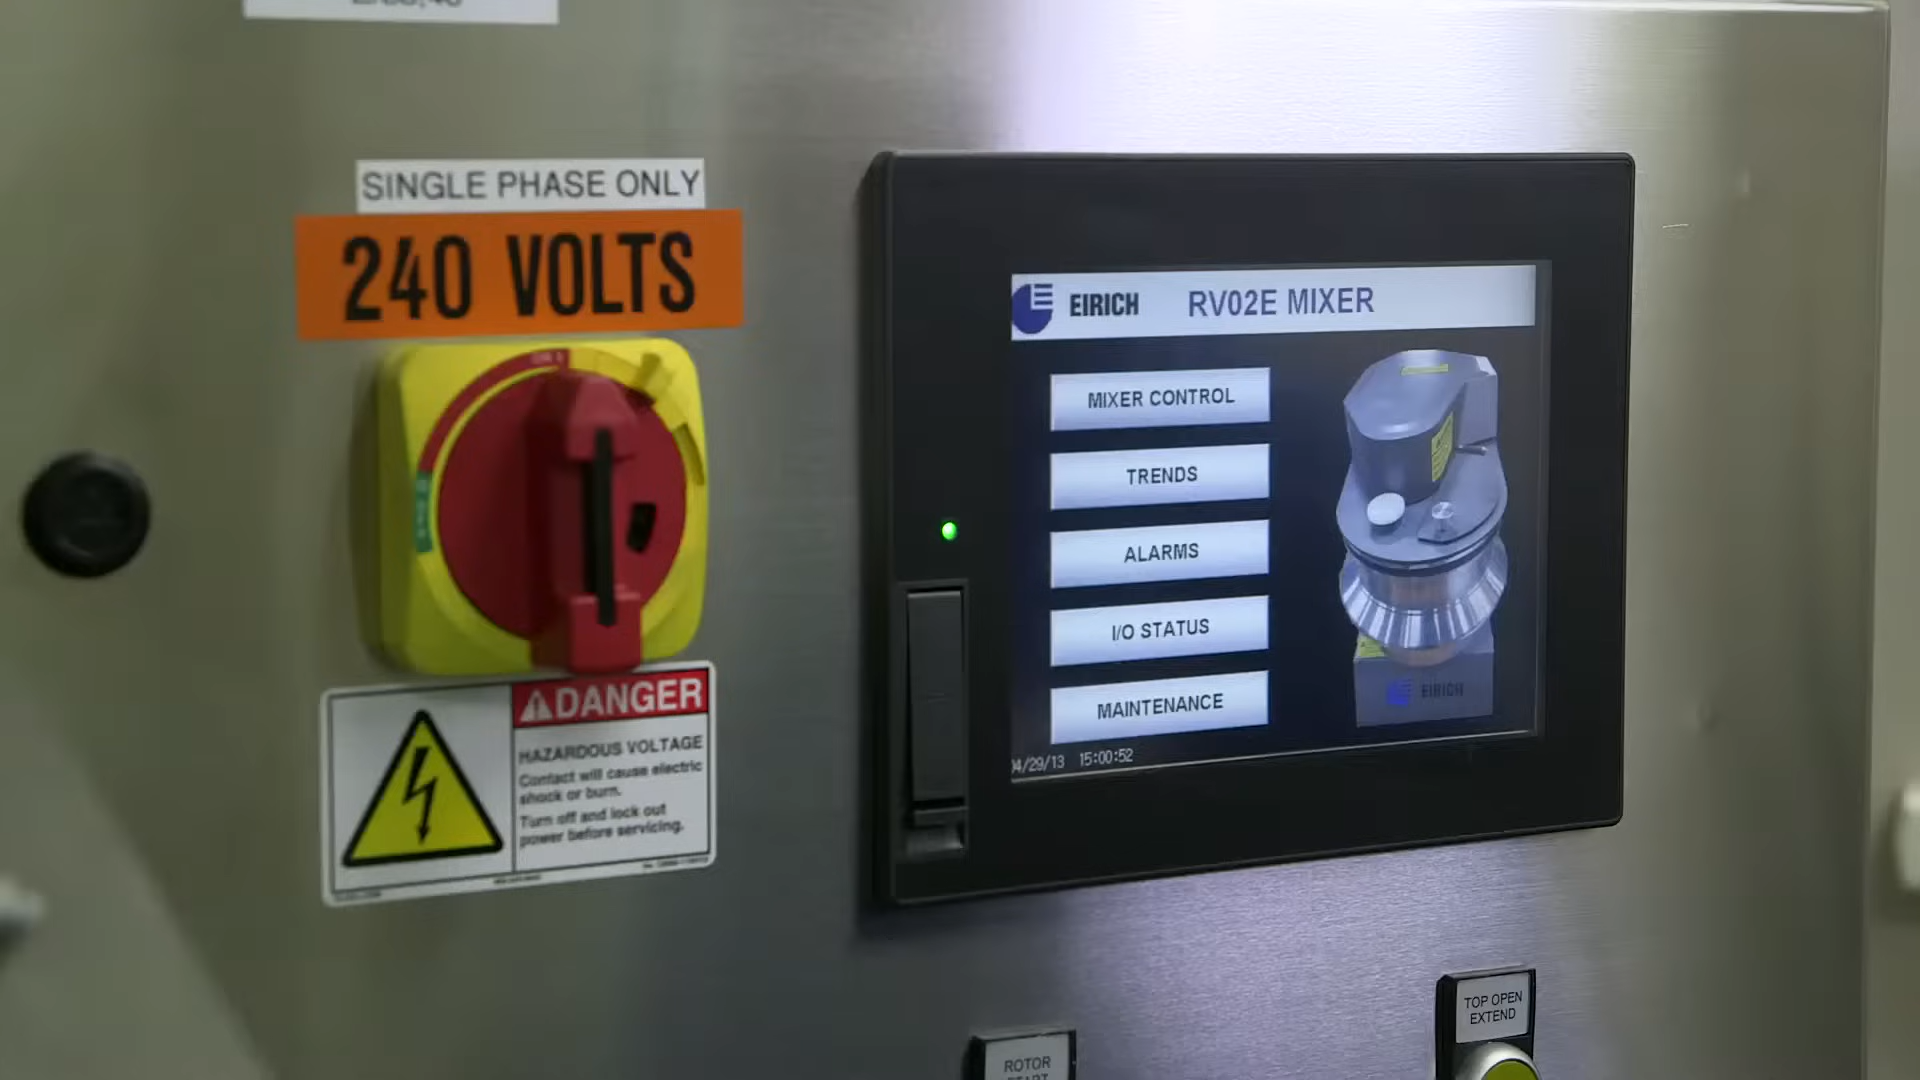 SINGLE PHASE ONLY
240 VOLTS
DANGER
HAZARDOUS VOLTAGE
Contact will cause electric
shock or burn.
Turn off and lock out
power before servicing.
EIRICH
RV02E MIXER
MIXER CONTROL
TRENDS
ALARMS
I/O STATUS
MAINTENANCE
EIRICH
04/29/13 15:00:52
TOP OPEN
EXTEND
ROTOR
START